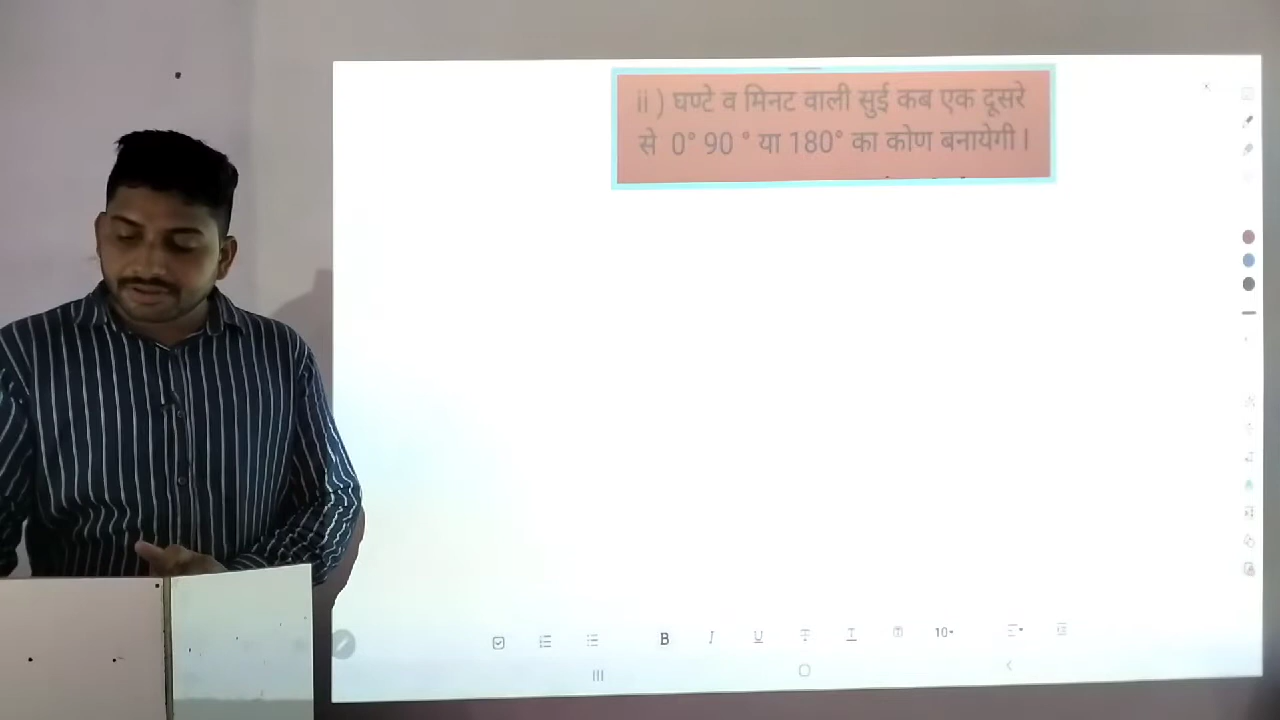 ii ) घण्टे व मिनट वाली सुई कब एक दूसरे
से 0° 90 ° या 180° का कोण बनायेगी ।
B I U T T 10